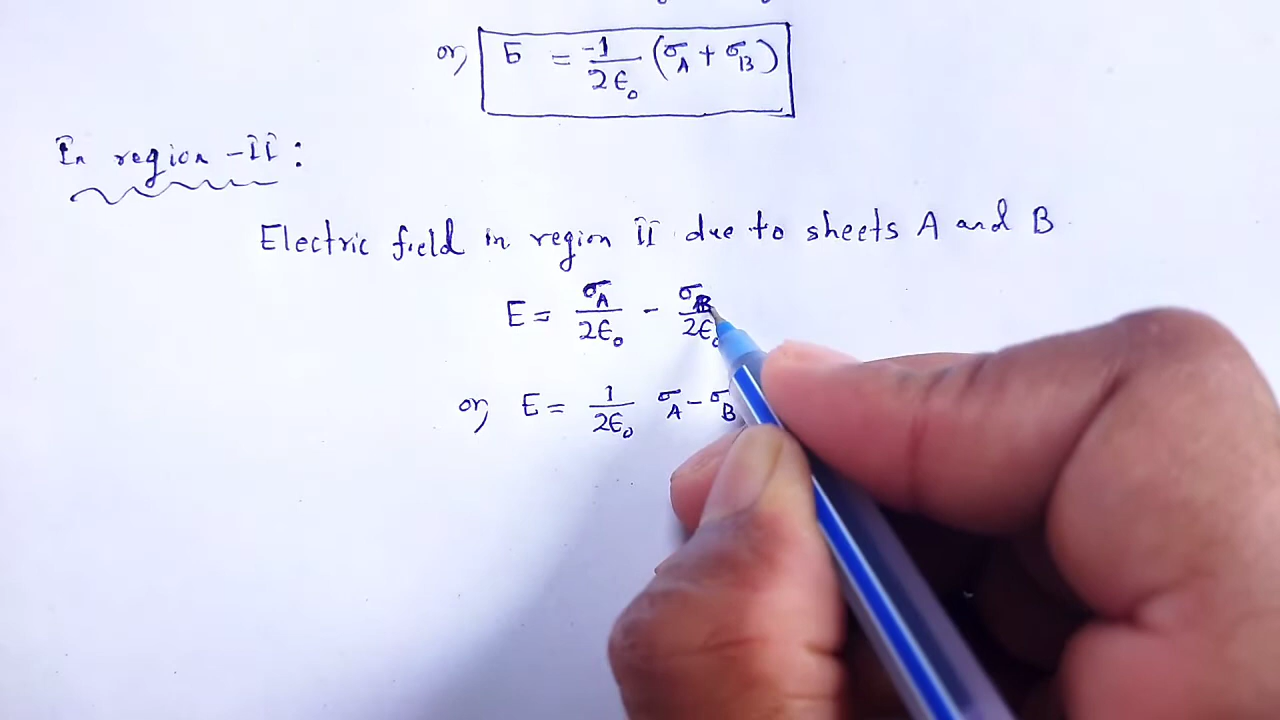 or, E = -1/2ϵ₀ (σ_A + σ_B)
In region -II :
Electric field in region II due to sheets A and B
E = σ_A/2ϵ₀ - σ_B/2ϵ₀
or, E = 1/2ϵ₀ σ_A - σ_B